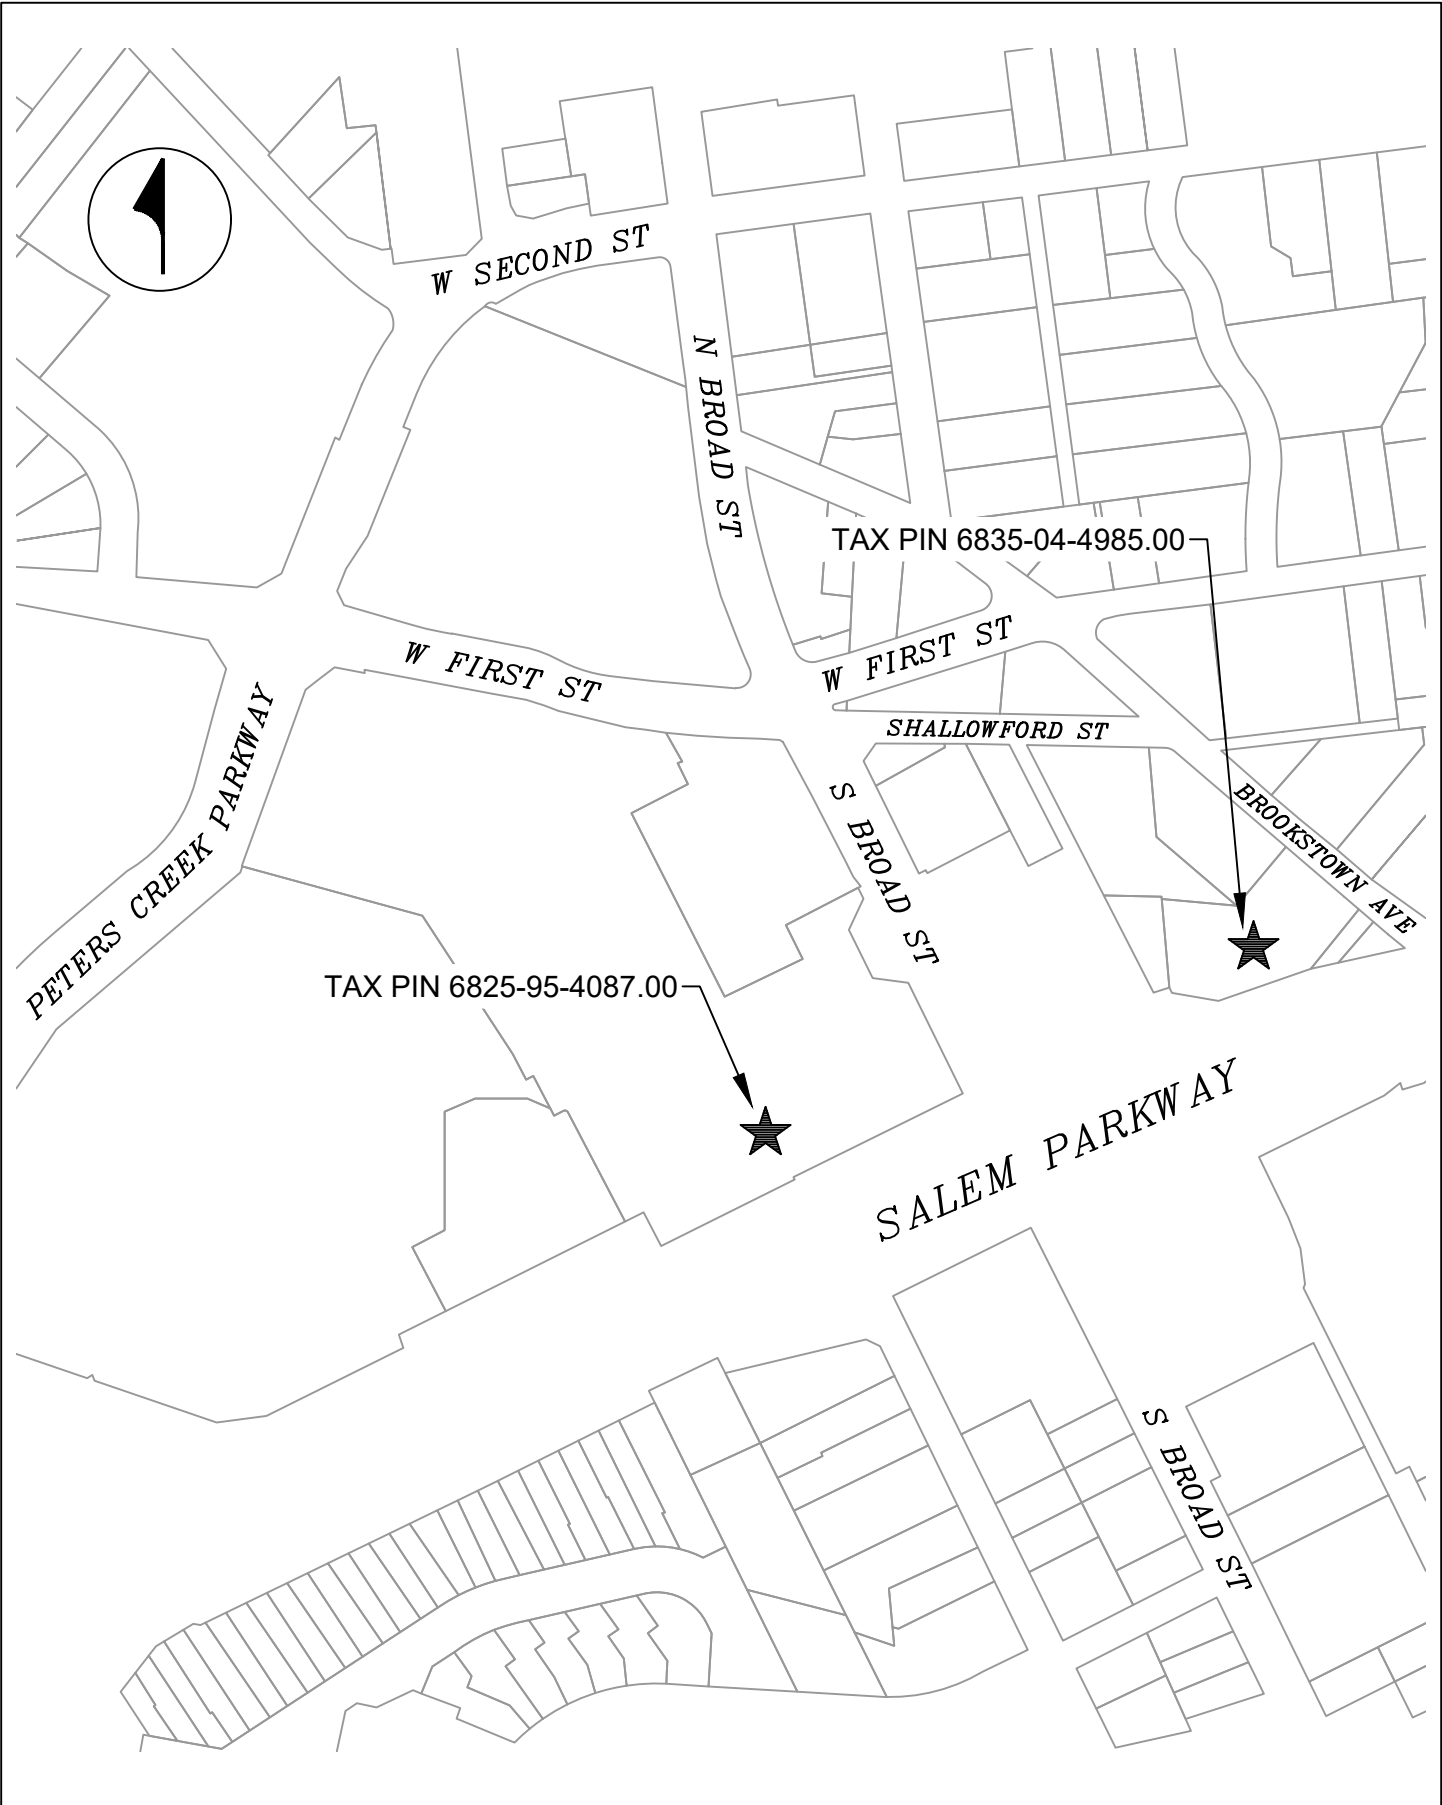 W SECOND ST
N BROAD ST
TAX PIN 6835-04-4985.00
W FIRST ST
W FIRST ST
SHALLOWFORD ST
PETERS CREEK PARKWAY
S BROAD ST
BROOKSTOWN AVE
TAX PIN 6825-95-4087.00
SALEM PARKWAY
S BROAD ST